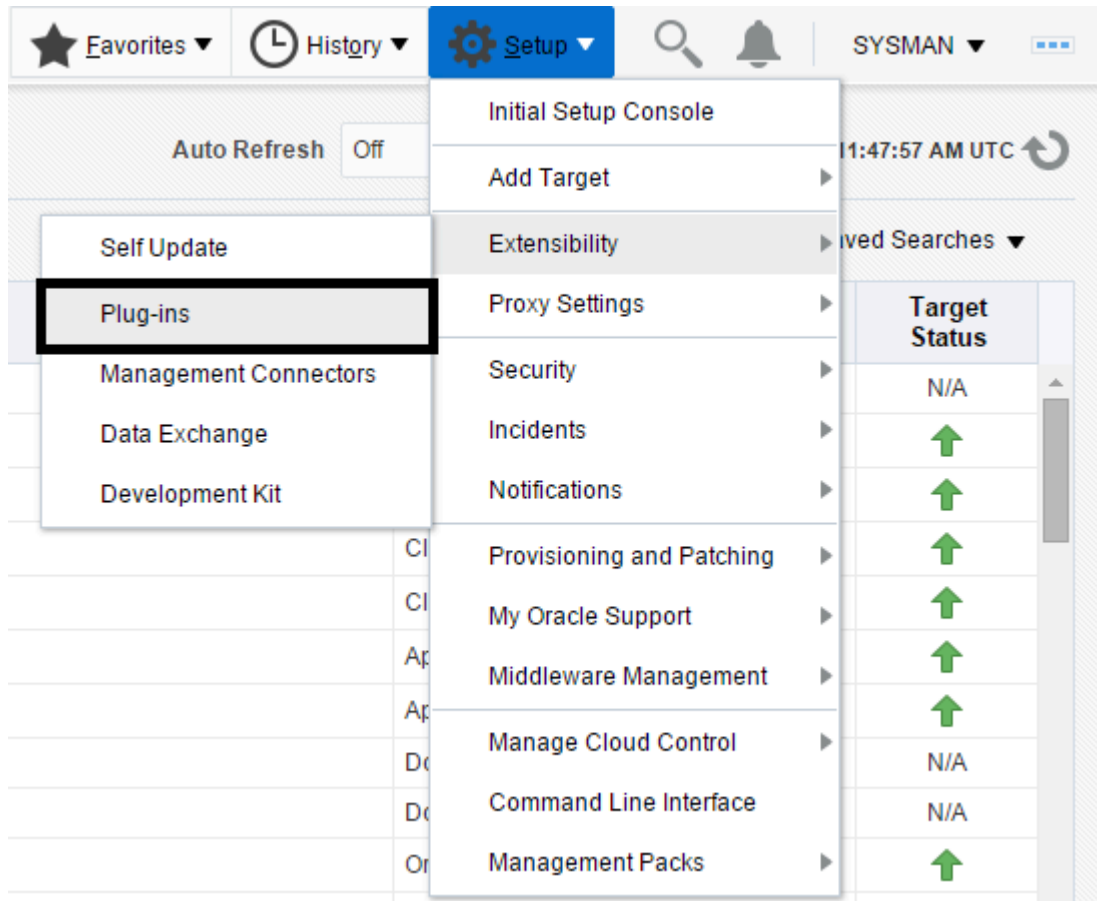 Favorites History Setup SYSMAN
Initial Setup Console
Auto Refresh Off 11:47:57 AM UTC
Add Target
Self Update Extensibility Searches
Plug-ins Proxy Settings Target
Status
Management Connectors Security N/A
Data Exchange Incidents
Development Kit Notifications
Provisioning and Patching
My Oracle Support
Middleware Management
Manage Cloud Control N/A
Command Line Interface N/A
Management Packs